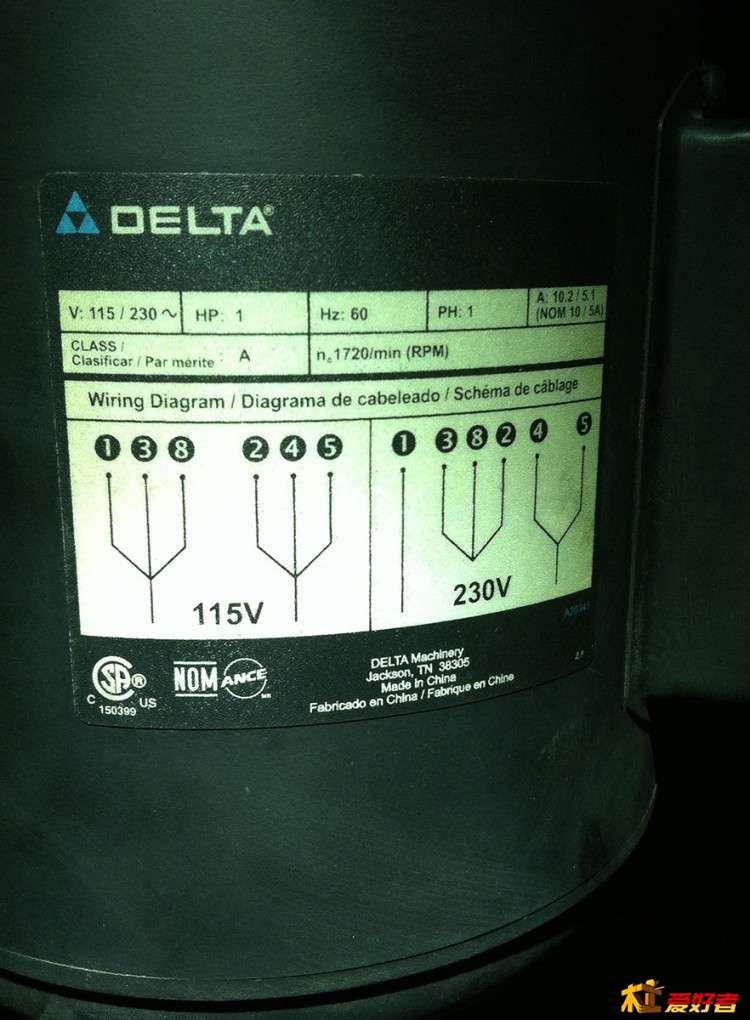 DELTA®
V: 115 / 230 ∿ HP: 1 Hz: 60 PH: 1 A: 10.2 / 5.1
(NOM 10 / 5A)
CLASS /
Clasificar / Par mérite : A n₀1720/min (RPM)
Wiring Diagram / Diagrama de cabeleado / Schéma de câblage
1 3 8 2 4 5 1 3 8 2 4 5
115V 230V
DELTA Machinery
Jackson, TN 38305
Made in China
Fabricado en China / Fabrique en Chine
SA®
C US
150399
NOM ANCE
爱好者